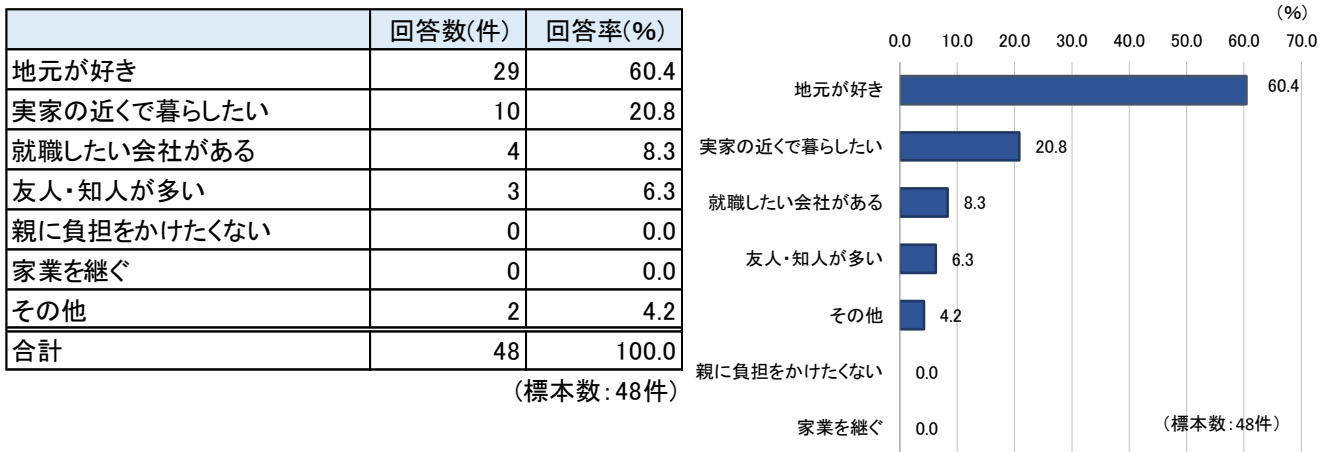 回答数(件) 回答率(%)
地元が好き 29 60.4
実家の近くで暮らしたい 10 20.8
就職したい会社がある 4 8.3
友人・知人が多い 3 6.3
親に負担をかけたくない 0 0.0
家業を継ぐ 0 0.0
その他 2 4.2
合計 48 100.0
(標本数:48件)
(%)
0.0 10.0 20.0 30.0 40.0 50.0 60.0 70.0
地元が好き 60.4
実家の近くで暮らしたい 20.8
就職したい会社がある 8.3
友人・知人が多い 6.3
その他 4.2
親に負担をかけたくない 0.0
家業を継ぐ 0.0
(標本数:48件)